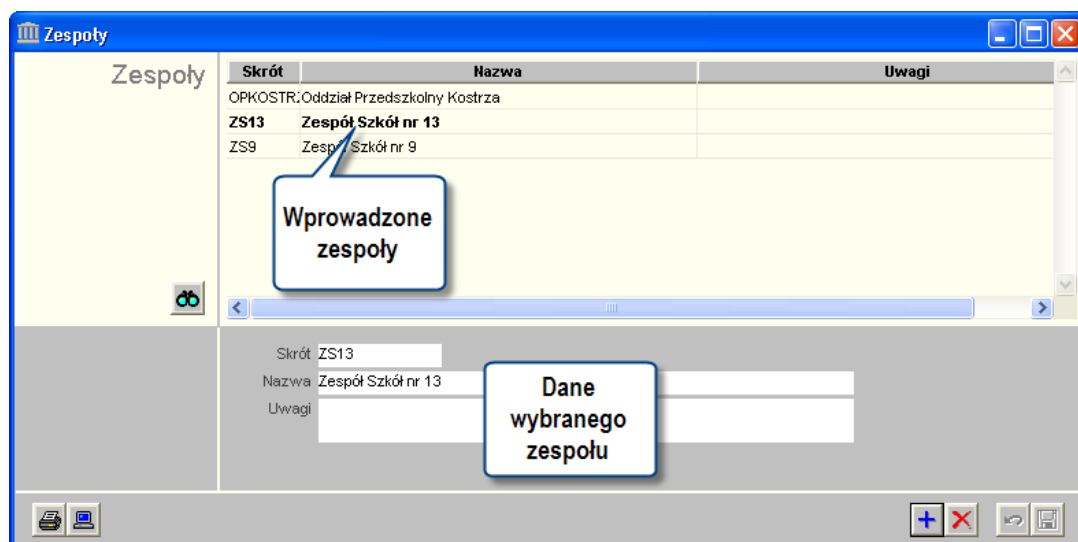 Zespoły
Zespoły
Skrót Nazwa Uwagi
OPKOSTRZ Oddział Przedszkolny Kostrza
ZS13 Zespół Szkół nr 13
ZS9 Zespół Szkół nr 9
Wprowadzone
zespoły
Skrót ZS13
Nazwa Zespół Szkół nr 13
Uwagi
Dane
wybranego
zespołu